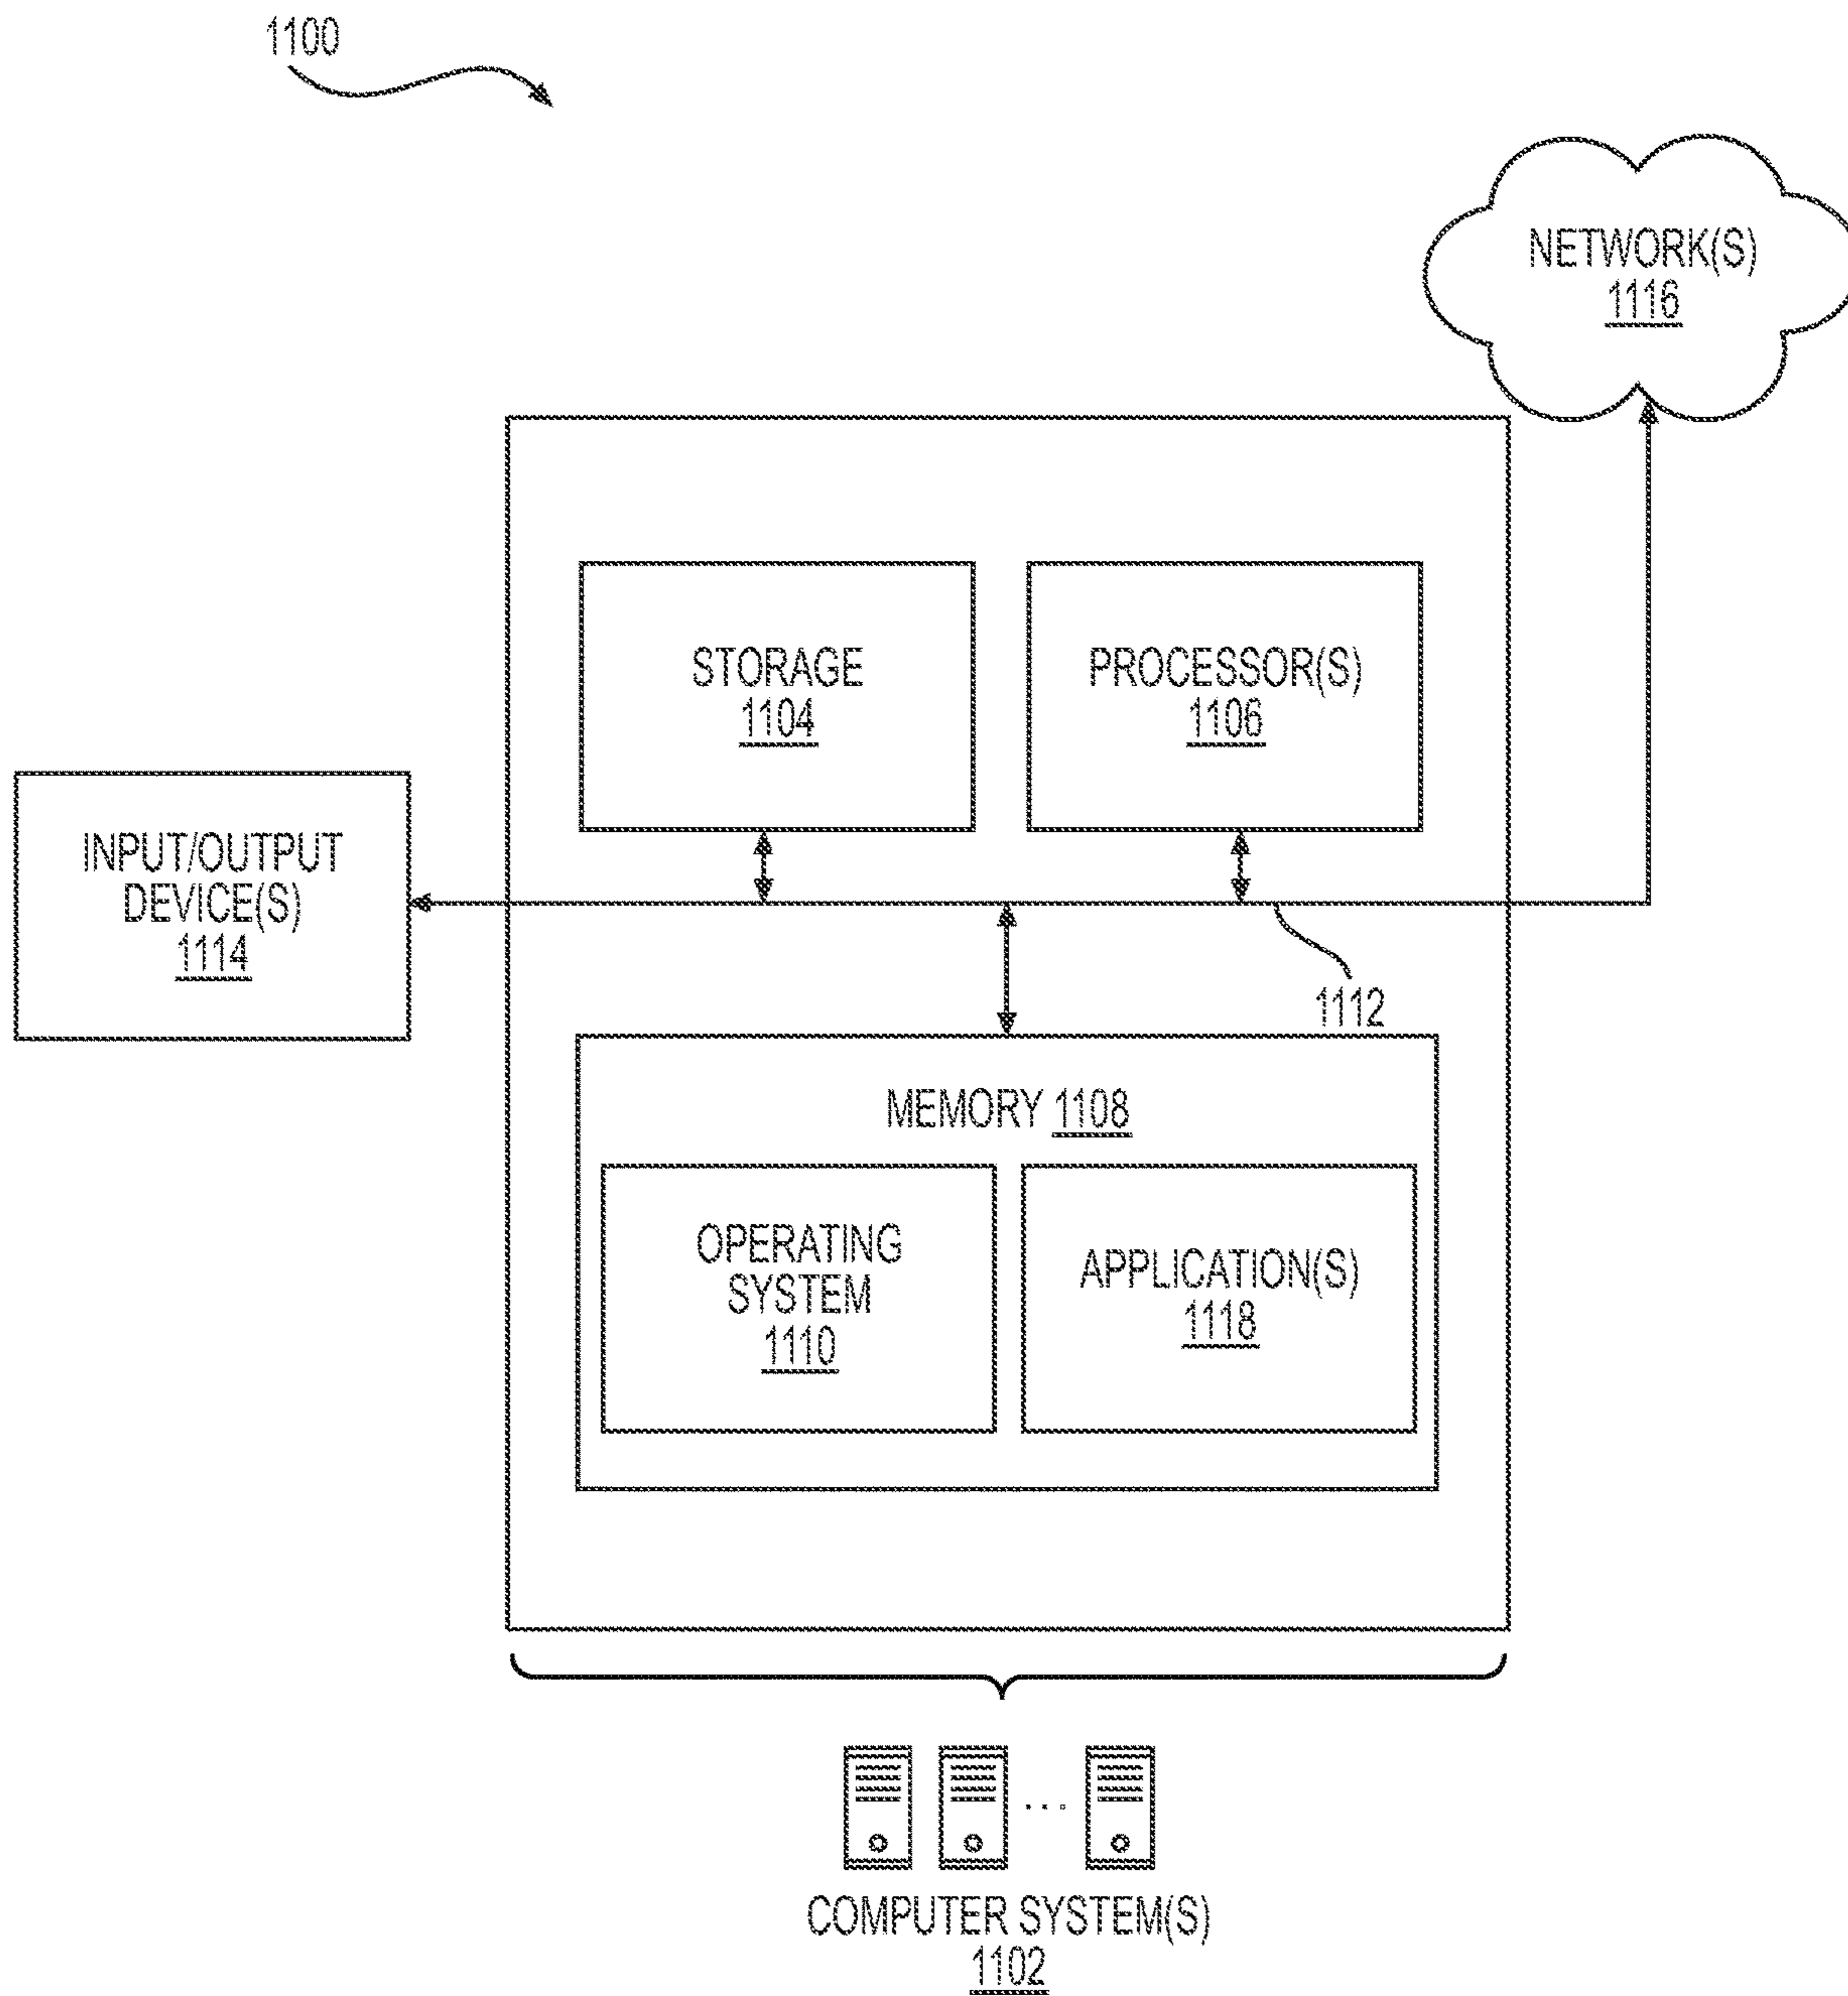 1100
NETWORK(S)
1116
STORAGE
1104
PROCESSOR(S)
1106
INPUT/OUTPUT
DEVICE(S)
1114
1112
MEMORY 1108
OPERATING
SYSTEM
1110
APPLICATION(S)
1118
...
COMPUTER SYSTEM(S)
1102